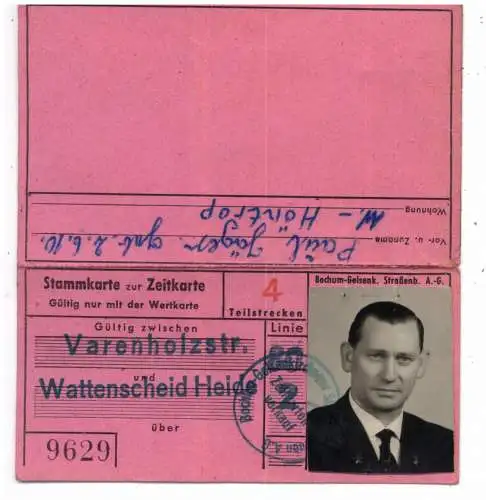 Vor- u. Zuname Paul Jäger. geb. 2.6.10.
Wohnung W.- Höntrop
Stammkarte zur Zeitkarte
Gültig nur mit der Wertkarte
4
Teilstrecken
Bochum-Gelsenk. Straßenb. A.-G.
Gültig zwischen
Varenholzstr.
und
Wattenscheid Heide
über
9629
Linie